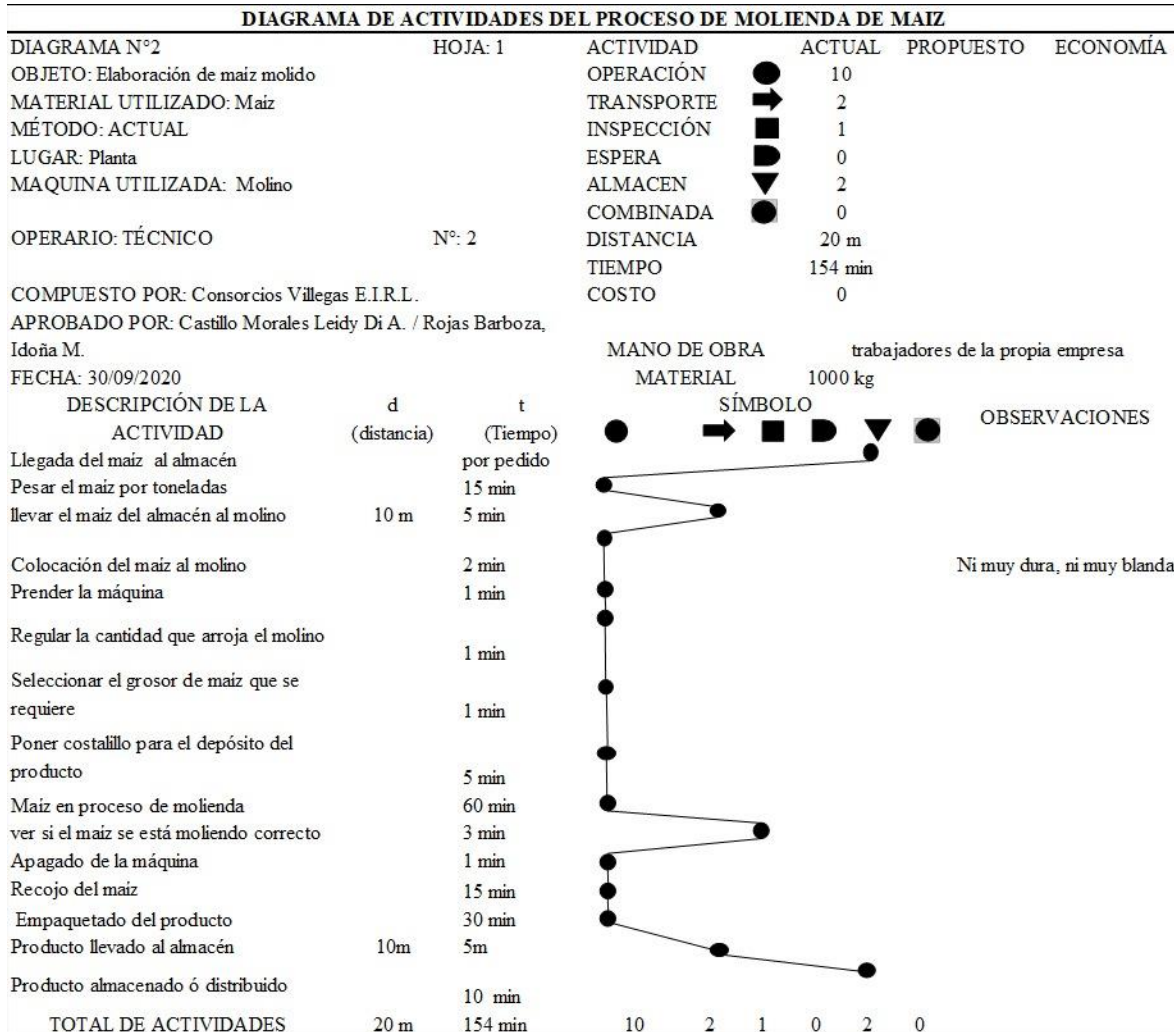 DIAGRAMA DE ACTIVIDADES DEL PROCESO DE MOLIENDA DE MAIZ
DIAGRAMA N°2 HOJA: 1 ACTIVIDAD ACTUAL PROPUESTO ECONOMÍA
OBJETO: Elaboración de maiz molido OPERACIÓN 10
MATERIAL UTILIZADO: Maiz TRANSPORTE 2
MÉTODO: ACTUAL INSPECCIÓN 1
LUGAR: Planta ESPERA 0
MAQUINA UTILIZADA: Molino ALMACEN 2
COMBINADA 0
OPERARIO: TÉCNICO N°: 2 DISTANCIA 20 m
TIEMPO 154 min
COMPUESTO POR: Consorcios Villegas E.I.R.L. COSTO 0
APROBADO POR: Castillo Morales Leidy Di A. / Rojas Barboza,
Idoña M. MANO DE OBRA trabajadores de la propia empresa
FECHA: 30/09/2020 MATERIAL 1000 kg
DESCRIPCIÓN DE LA d t SÍMBOLO OBSERVACIONES
ACTIVIDAD (distancia) (Tiempo)
Llegada del maiz al almacén por pedido
Pesar el maiz por toneladas 15 min
llevar el maiz del almacén al molino 10 m 5 min
Colocación del maiz al molino 2 min Ni muy dura, ni muy blanda
Prender la máquina 1 min
Regular la cantidad que arroja el molino
1 min
Seleccionar el grosor de maiz que se
requiere 1 min
Poner costalillo para el depósito del
producto 5 min
Maiz en proceso de molienda 60 min
ver si el maiz se está moliendo correcto 3 min
Apagado de la máquina 1 min
Recojo del maiz 15 min
Empaquetado del producto 30 min
Producto llevado al almacén 10m 5m
Producto almacenado ó distribuido
10 min
TOTAL DE ACTIVIDADES 20 m 154 min 10 2 1 0 2 0